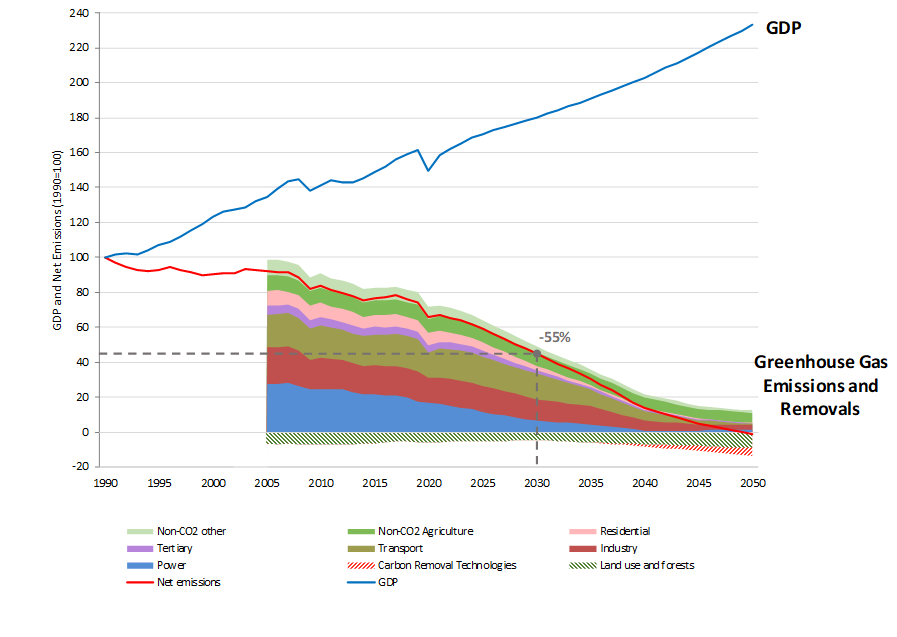 GDP and Net Emissions (1990=100)
240
220
200
180
160
140
120
100
80
60
40
20
0
-20
GDP
-55%
Greenhouse Gas
Emissions and
Removals
1990 1995 2000 2005 2010 2015 2020 2025 2030 2035 2040 2045 2050
Non-CO2 other Non-CO2 Agriculture Residential
Tertiary Transport Industry
Power Carbon Removal Technologies Land use and forests
Net emissions GDP